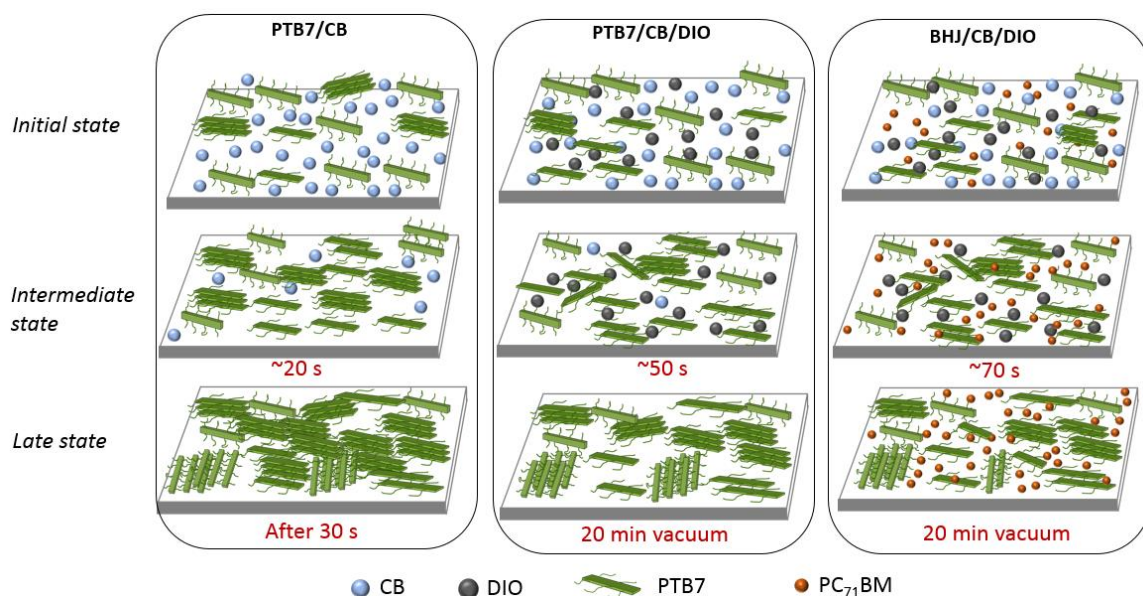 PTB7/CB
PTB7/CB/DIO
BHJ/CB/DIO
Initial state
Intermediate
state
~20 s
~50 s
~70 s
Late state
After 30 s
20 min vacuum
20 min vacuum
CB
DIO
PTB7
PC₇₁BM